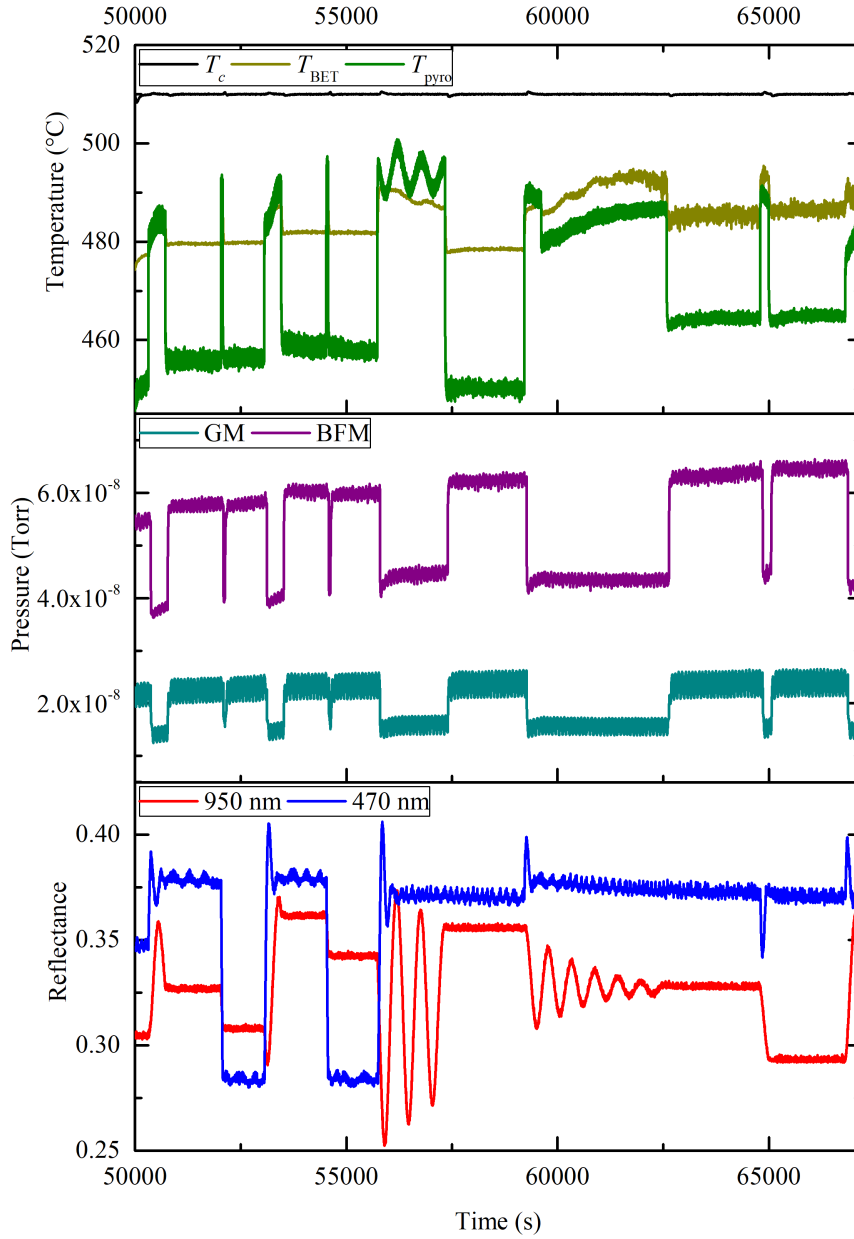 50000 55000 60000 65000
520
T_c T_BET T_pyro
500
480
460
Temperature (°C)
GM BFM
6.0x10⁻⁸
4.0x10⁻⁸
2.0x10⁻⁸
Pressure (Torr)
950 nm 470 nm
0.40
0.35
0.30
0.25
Reflectance
50000 55000 60000 65000
Time (s)